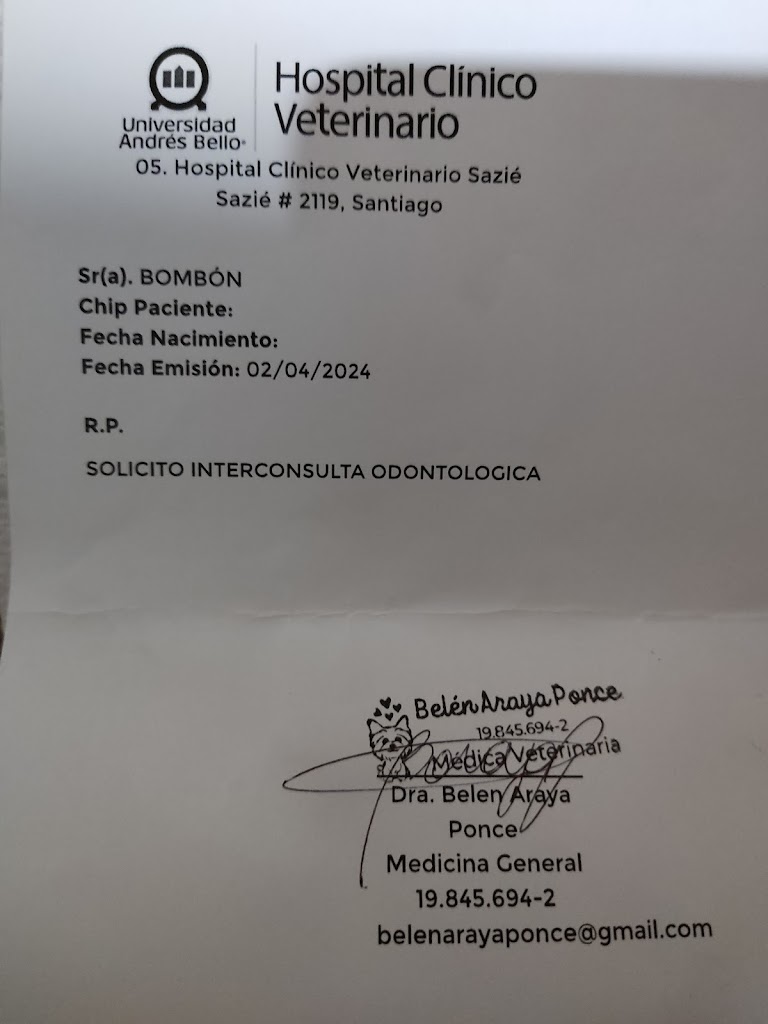 Universidad
Andrés Bello
Hospital Clínico
Veterinario
05. Hospital Clínico Veterinario Sazié
Sazié # 2119, Santiago
Sr(a). BOMBÓN
Chip Paciente:
Fecha Nacimiento:
Fecha Emisión: 02/04/2024
R.P.
SOLICITO INTERCONSULTA ODONTOLOGICA
Belén Araya Ponce
19.845.694-2
Médica Veterinaria
Dra. Belen Araya
Ponce
Medicina General
19.845.694-2
belenarayaponce@gmail.com